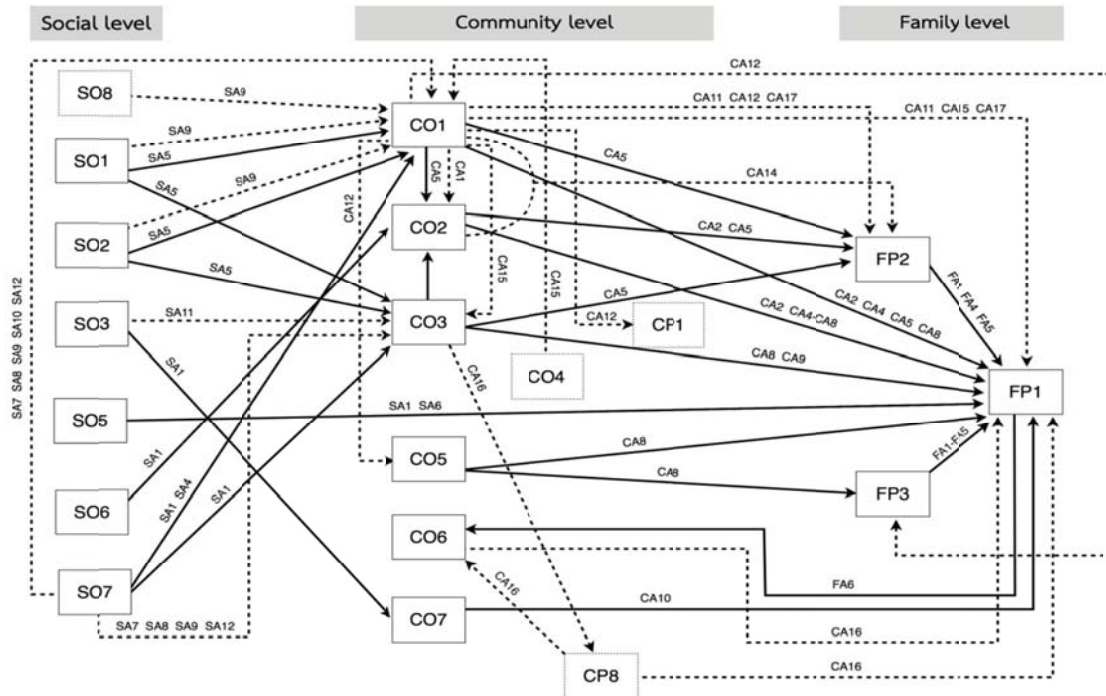 Social level
Community level
Family level
CA12
SO8
SA9
CA11 CA12 CA17
CA11 CA15 CA17
CO1
SA9
SO1
SA5
CA5
CA1
CA5
CA14
SA9
SA5
CA12
CO2
CA2 CA5
SO2
SA5
FP2
SA5
CA15
CA15
FA1 FA4 FA5
CA5
CA2 CA4 CA5 CA8
SA7 SA8 SA9 SA10 SA12
SO3
SA11
CO3
CA2 CA4-CA8
CA12
CP1
CA8 CA9
SA1
CA16
CO4
FP1
SA1 SA6
SO5
CA8
FA1-FA5
CO5
CA8
SA1
SA1 SA4
SA1
FP3
SO6
CO6
SO7
CA16
FA6
CO7
CA10
SA7 SA8 SA9 SA12
CA16
CP8
CA16